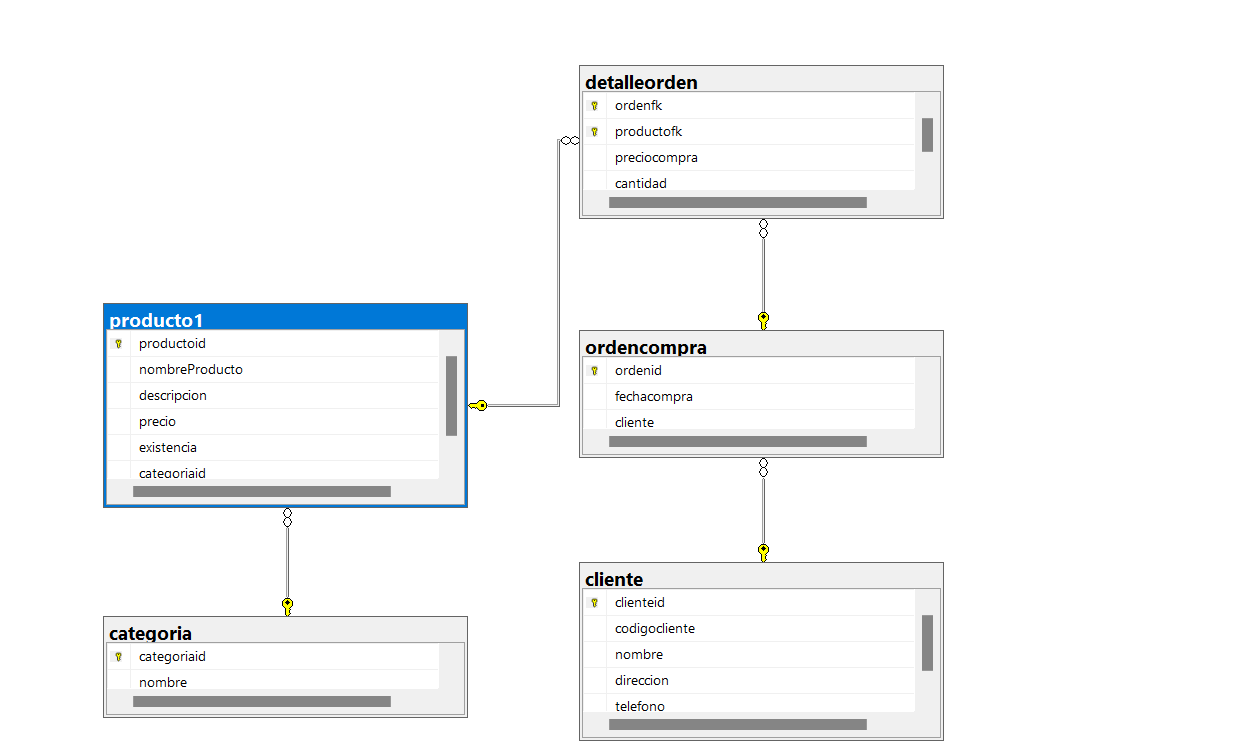 detalleorden
ordenfk
productofk
preciocompra
cantidad
producto1
productoid
nombreProducto
descripcion
precio
existencia
categoriaid
ordencompra
ordenid
fechacompra
cliente
categoria
categoriaid
nombre
cliente
clienteid
codigocliente
nombre
direccion
telefono